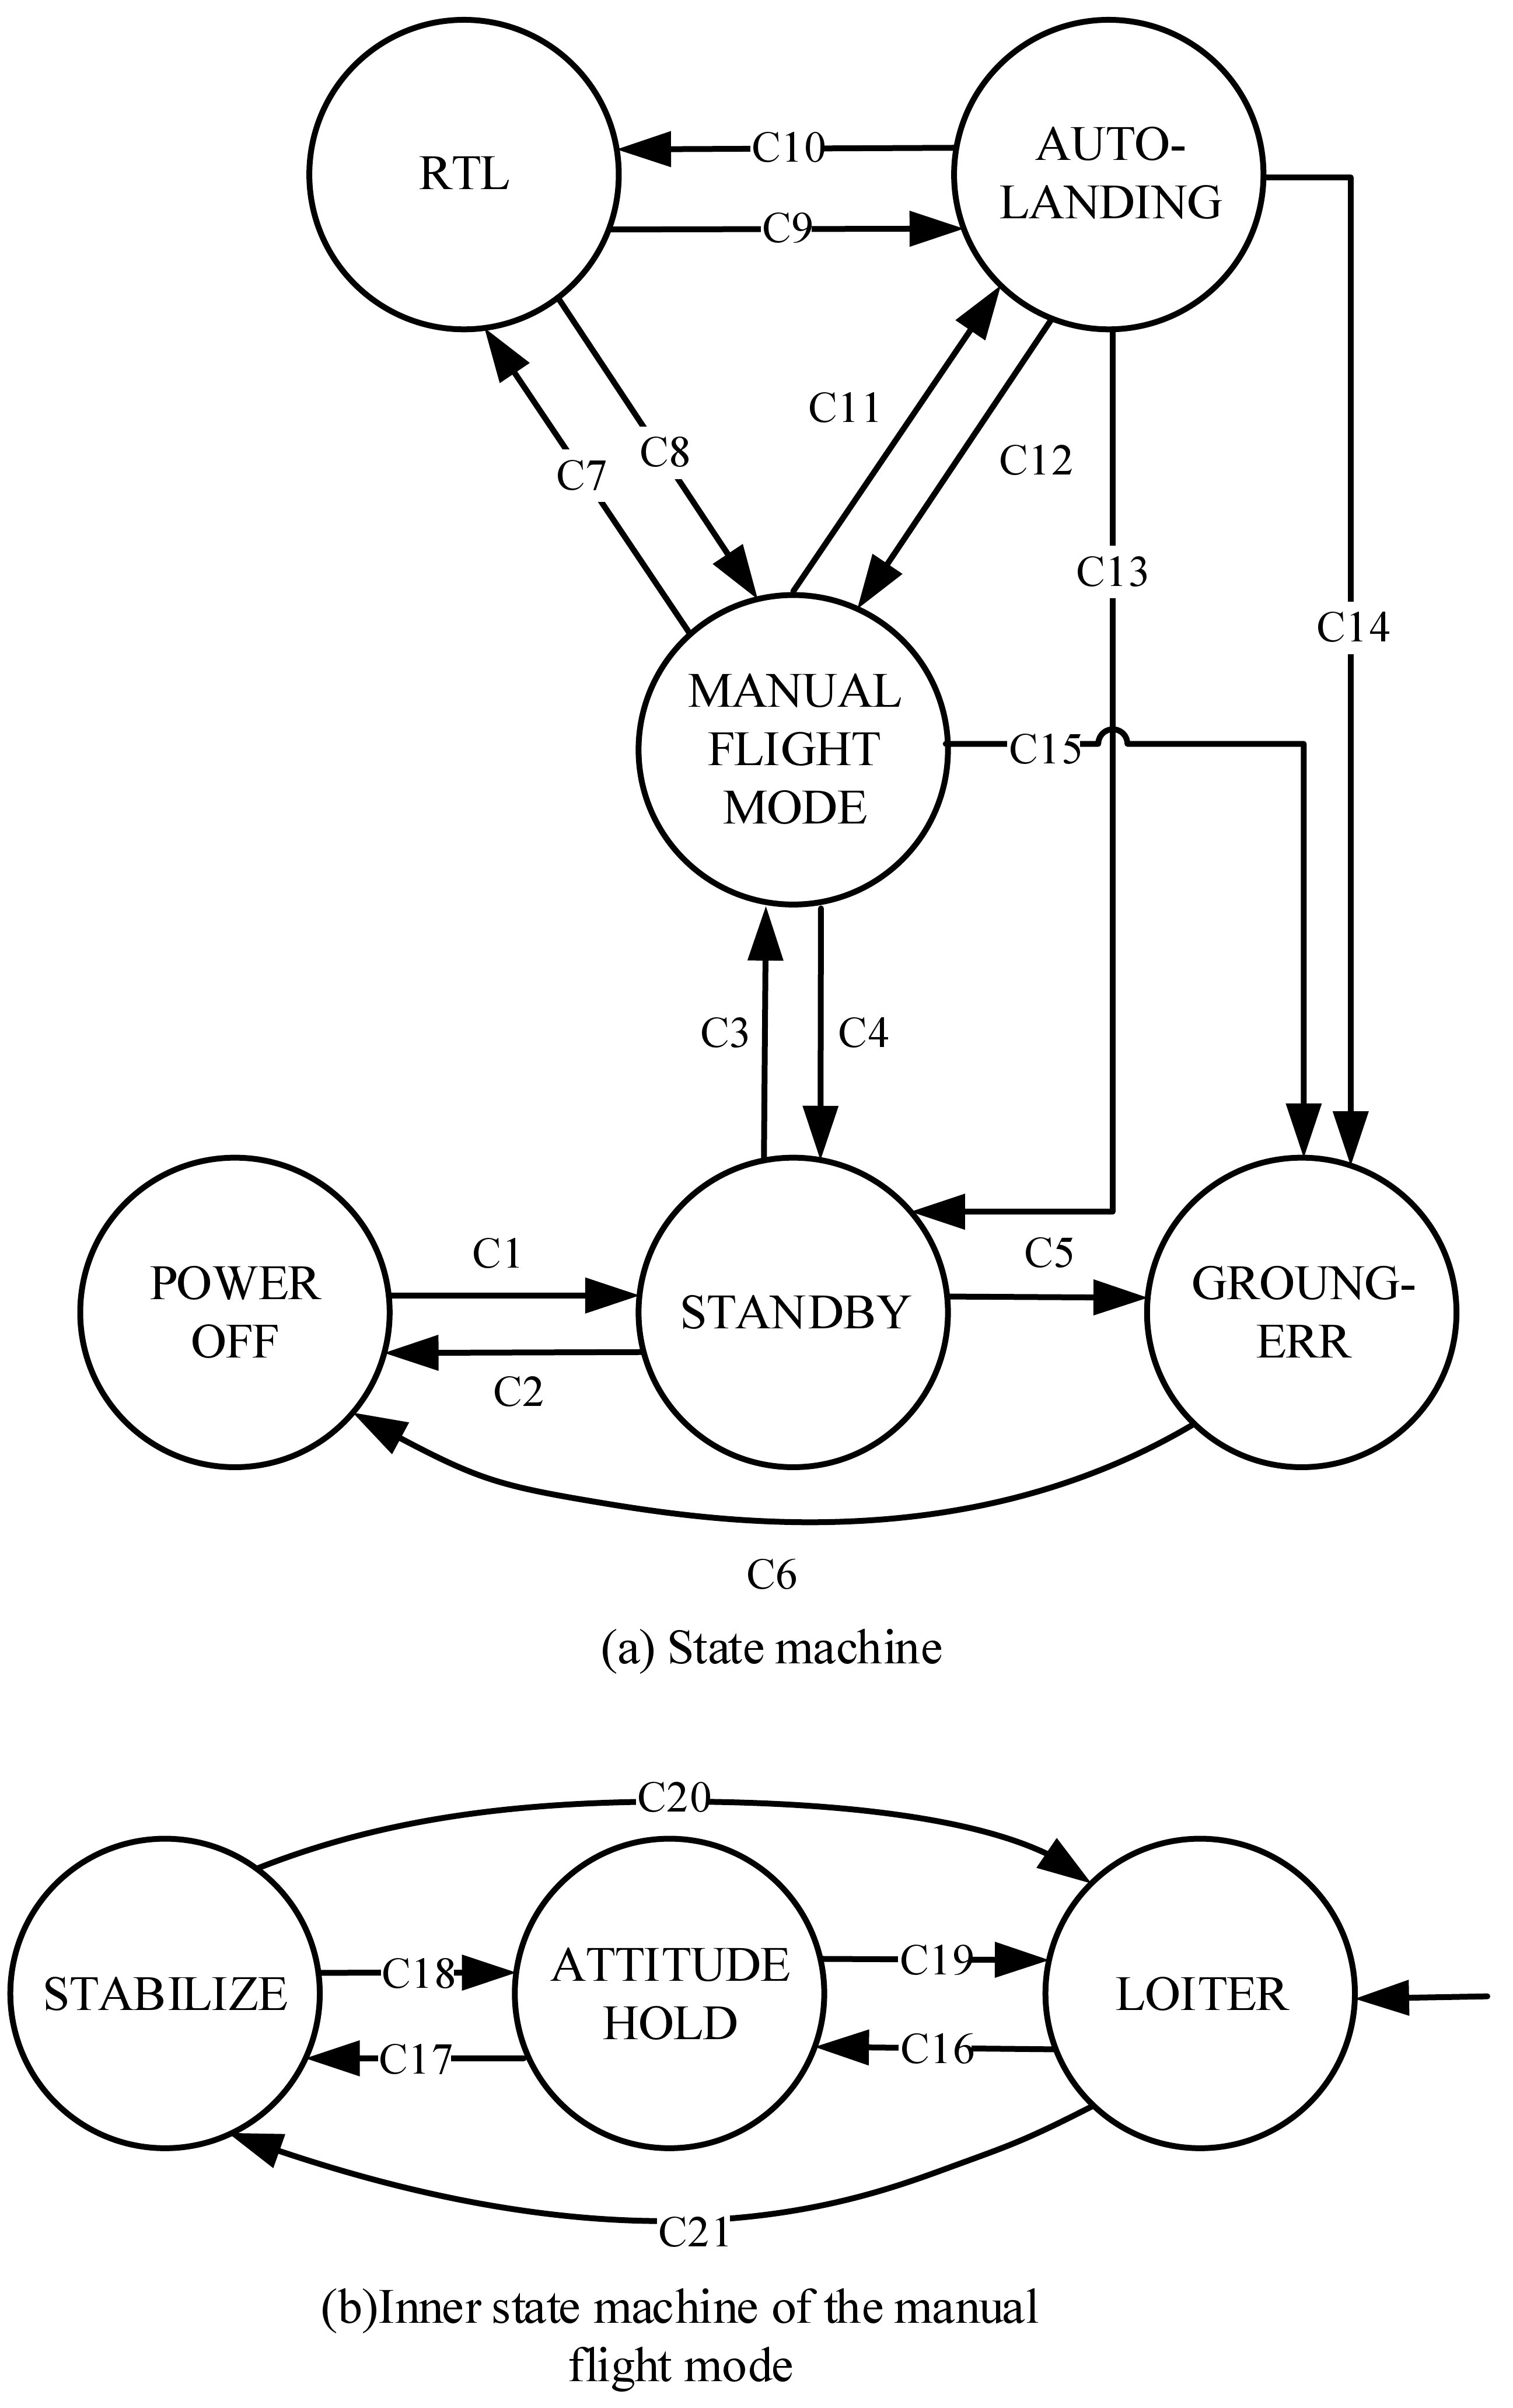 RTL
AUTO-
LANDING
C10
C9
C11
C8
C7
C12
C13
C14
MANUAL
FLIGHT
MODE
C15
C3
C4
POWER
OFF
C1
C2
STANDBY
C5
GROUNG-
ERR
C6
(a) State machine
C20
STABILIZE
C18
C17
ATTITUDE
HOLD
C19
C16
LOITER
C21
(b)Inner state machine of the manual
flight mode